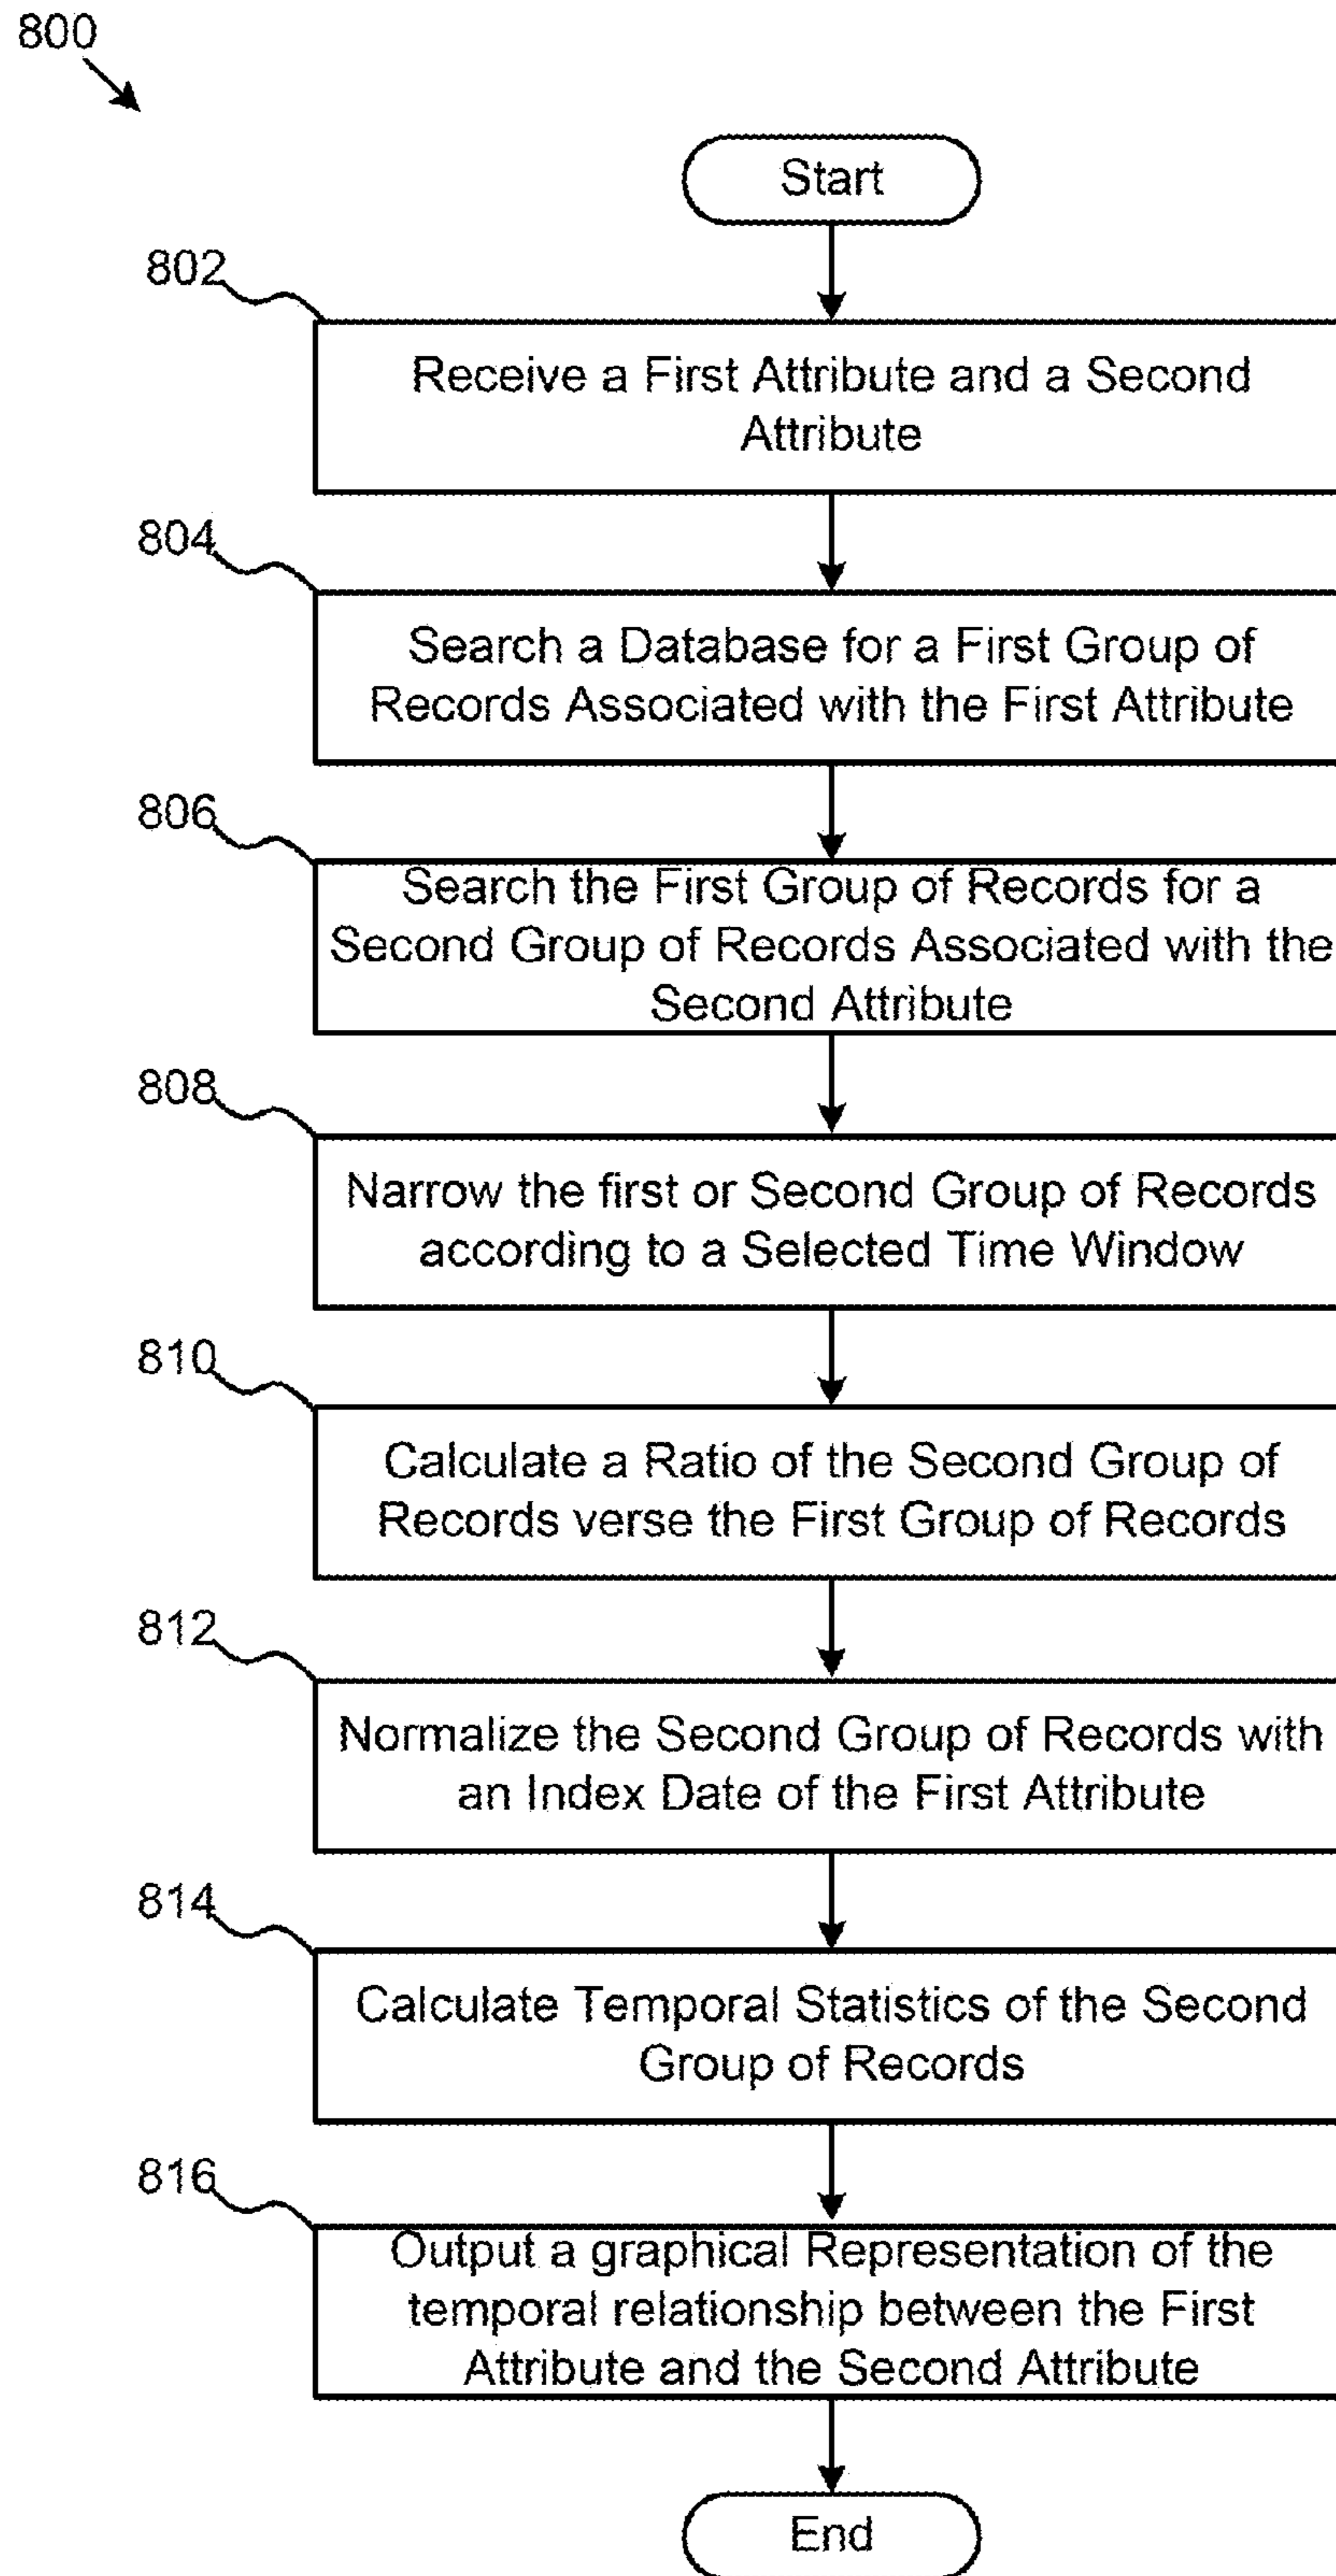 800
Start
802
Receive a First Attribute and a Second
Attribute
804
Search a Database for a First Group of
Records Associated with the First Attribute
806
Search the First Group of Records for a
Second Group of Records Associated with the
Second Attribute
808
Narrow the first or Second Group of Records
according to a Selected Time Window
810
Calculate a Ratio of the Second Group of
Records verse the First Group of Records
812
Normalize the Second Group of Records with
an Index Date of the First Attribute
814
Calculate Temporal Statistics of the Second
Group of Records
816
Output a graphical Representation of the
temporal relationship between the First
Attribute and the Second Attribute
End